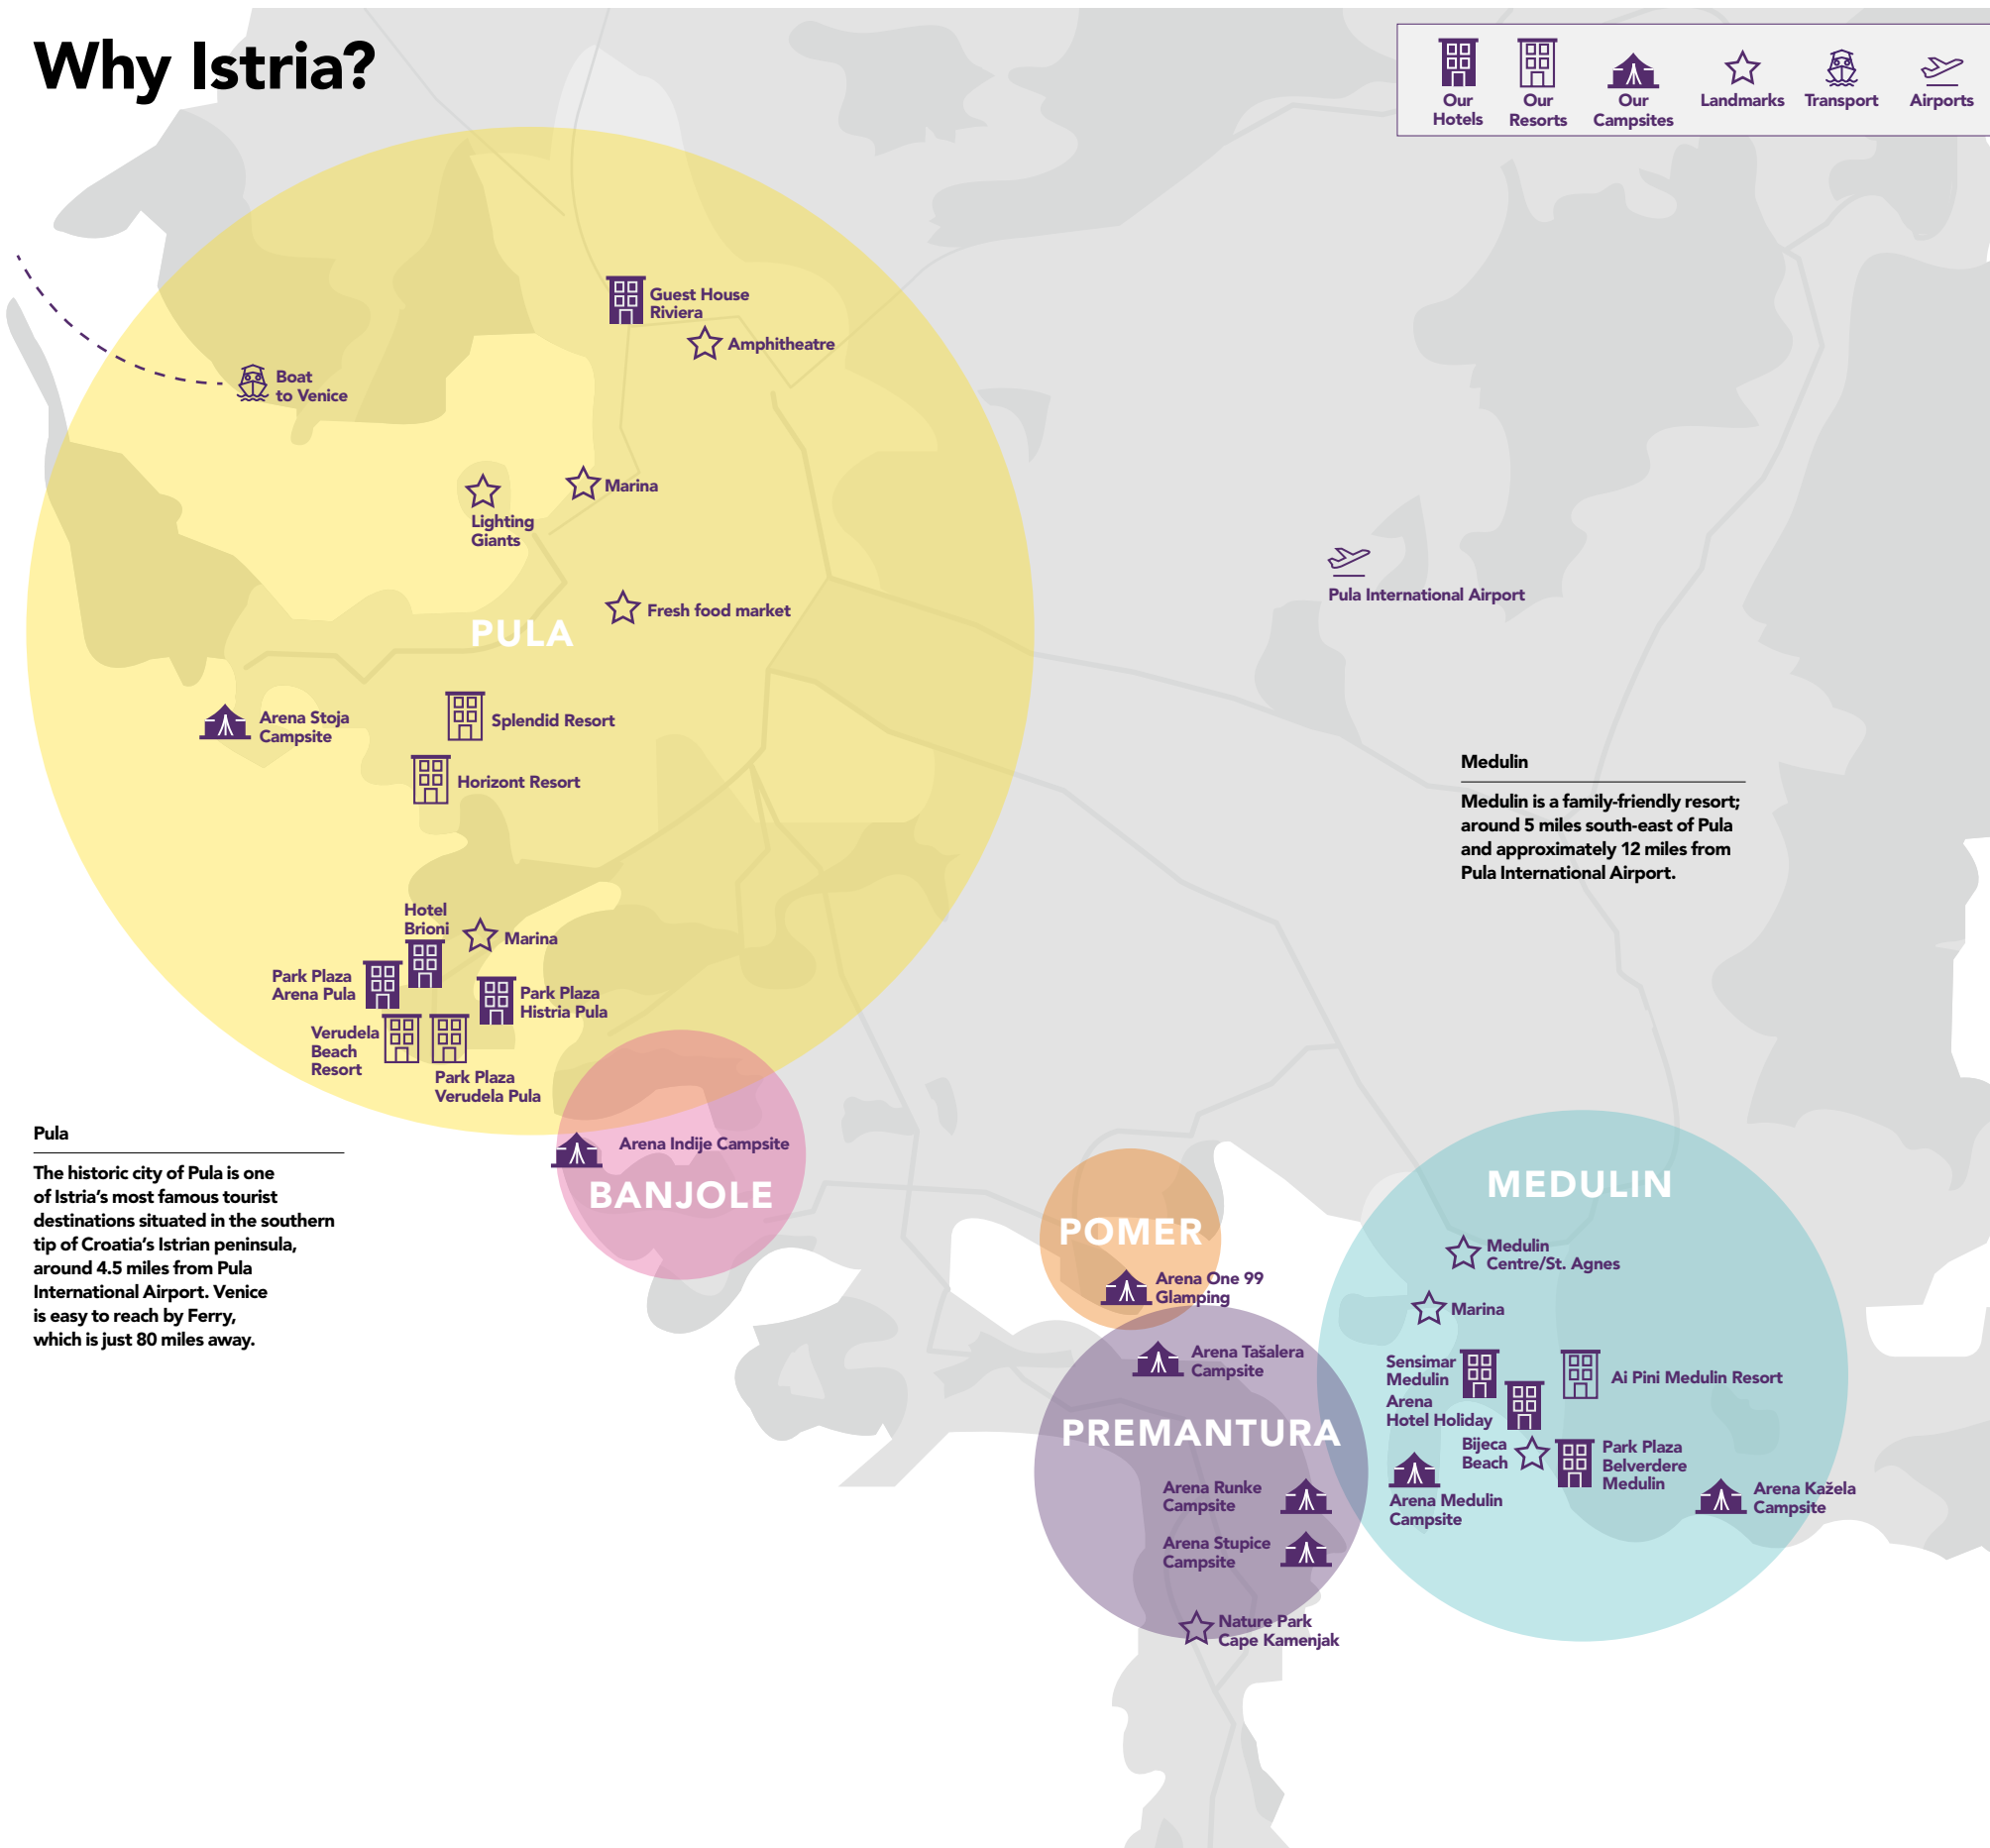 Why Istria?
Our
Hotels
Our
Resorts
Our
Campsites
Landmarks
Transport
Airports
Guest House
Riviera
Amphitheatre
Boat
to Venice
Marina
Lighting
Giants
Fresh food market
PULA
Pula International Airport
Arena Stoja
Campsite
Splendid Resort
Horizont Resort
Medulin
Medulin is a family-friendly resort;
around 5 miles south-east of Pula
and approximately 12 miles from
Pula International Airport.
Hotel
Brioni
Marina
Park Plaza
Arena Pula
Park Plaza
Histria Pula
Verudela
Beach
Resort
Park Plaza
Verudela Pula
Pula
The historic city of Pula is one
of Istria's most famous tourist
destinations situated in the southern
tip of Croatia's Istrian peninsula,
around 4.5 miles from Pula
International Airport. Venice
is easy to reach by Ferry,
which is just 80 miles away.
Arena Indije Campsite
BANJOLE
POMER
Arena One 99
Glamping
MEDULIN
Medulin
Centre/St. Agnes
Marina
Arena Tašalera
Campsite
PREMANTURA
Sensimar
Medulin
Ai Pini Medulin Resort
Arena
Hotel Holiday
Bijeca
Beach
Park Plaza
Belverdere
Medulin
Arena Medulin
Campsite
Arena Kažela
Campsite
Arena Runke
Campsite
Arena Stupice
Campsite
Nature Park
Cape Kamenjak